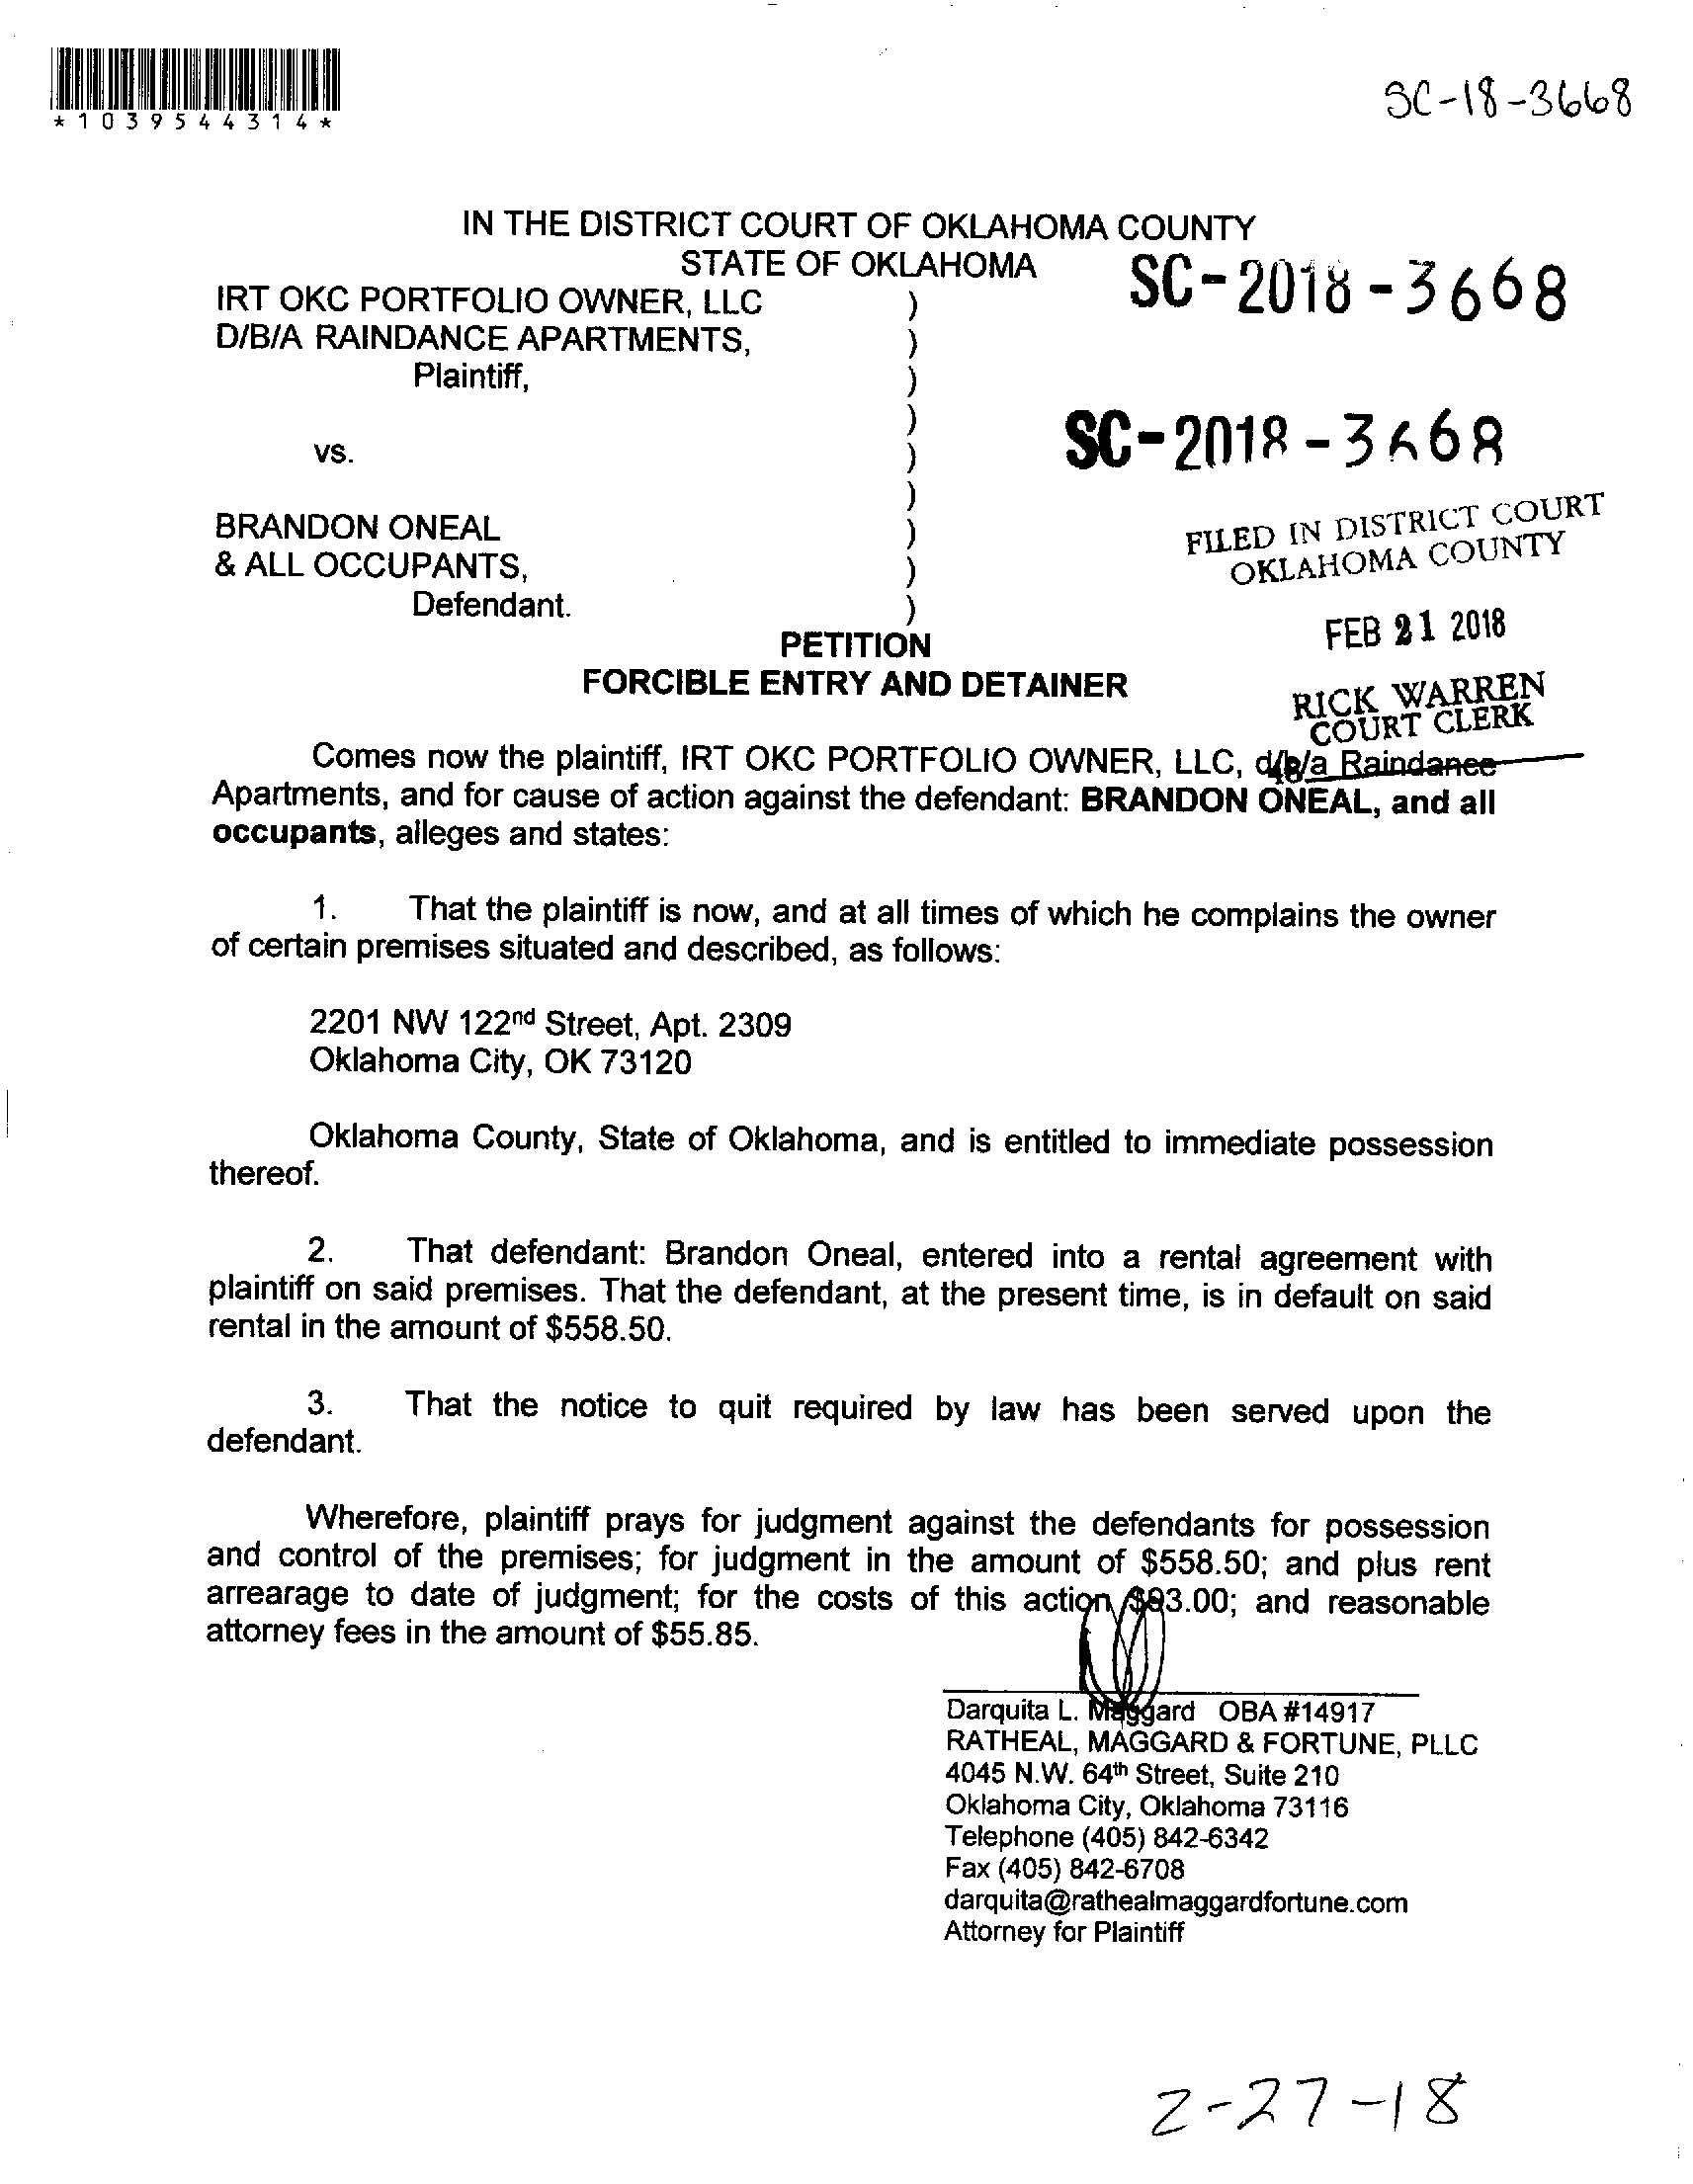 *1039544314*
SC-18-3668
IN THE DISTRICT COURT OF OKLAHOMA COUNTY
STATE OF OKLAHOMA
SC-2018-3668
IRT OKC PORTFOLIO OWNER, LLC )
D/B/A RAINDANCE APARTMENTS, )
Plaintiff, )
)
SC-2018-3668
vs. )
)
BRANDON ONEAL )
& ALL OCCUPANTS, )
Defendant. )
FILED IN DISTRICT COURT
OKLAHOMA COUNTY
FEB 21 2018
RICK WARREN
COURT CLERK
PETITION
FORCIBLE ENTRY AND DETAINER
Comes now the plaintiff, IRT OKC PORTFOLIO OWNER, LLC, d/b/a Raindance
Apartments, and for cause of action against the defendant: BRANDON ONEAL, and all
occupants, alleges and states:
1. That the plaintiff is now, and at all times of which he complains the owner
of certain premises situated and described, as follows:
2201 NW 122nd Street, Apt. 2309
Oklahoma City, OK 73120
Oklahoma County, State of Oklahoma, and is entitled to immediate possession
thereof.
2. That defendant: Brandon Oneal, entered into a rental agreement with
plaintiff on said premises. That the defendant, at the present time, is in default on said
rental in the amount of $558.50.
3. That the notice to quit required by law has been served upon the
defendant.
Wherefore, plaintiff prays for judgment against the defendants for possession
and control of the premises; for judgment in the amount of $558.50; and plus rent
arrearage to date of judgment; for the costs of this action and reasonable
attorney fees in the amount of $55.85.
Darquita L. Maggard OBA #14917
RATHEAL, MAGGARD & FORTUNE, PLLC
4045 N.W. 64th Street, Suite 210
Oklahoma City, Oklahoma 73116
Telephone (405) 842-6342
Fax (405) 842-6708
darquita@rathealmaggardfortune.com
Attorney for Plaintiff
2-27-18